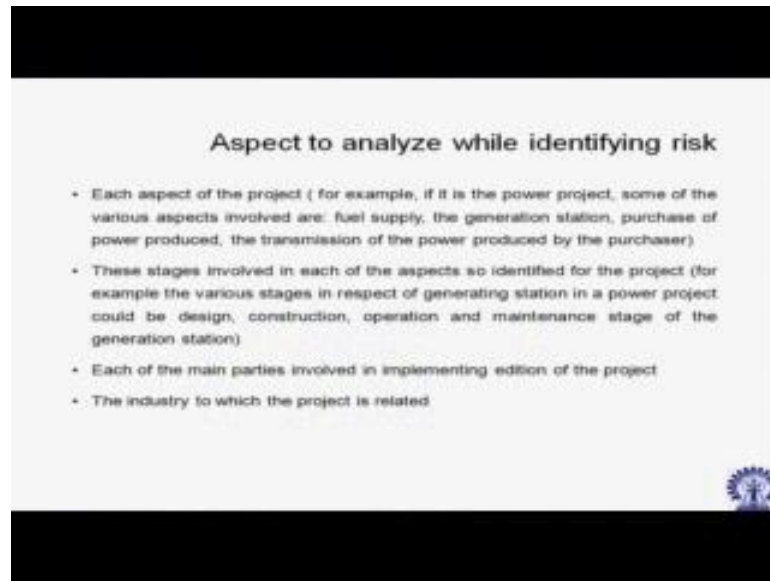 Aspect to analyze while identifying risk
• Each aspect of the project ( for example, if it is the power project, some of the
various aspects involved are: fuel supply, the generation station, purchase of
power produced, the transmission of the power produced by the purchaser)
• These stages involved in each of the aspects so identified for the project (for
example the various stages in respect of generating station in a power project
could be design, construction, operation and maintenance stage of the
generation station)
• Each of the main parties involved in implementing edition of the project
• The industry to which the project is related